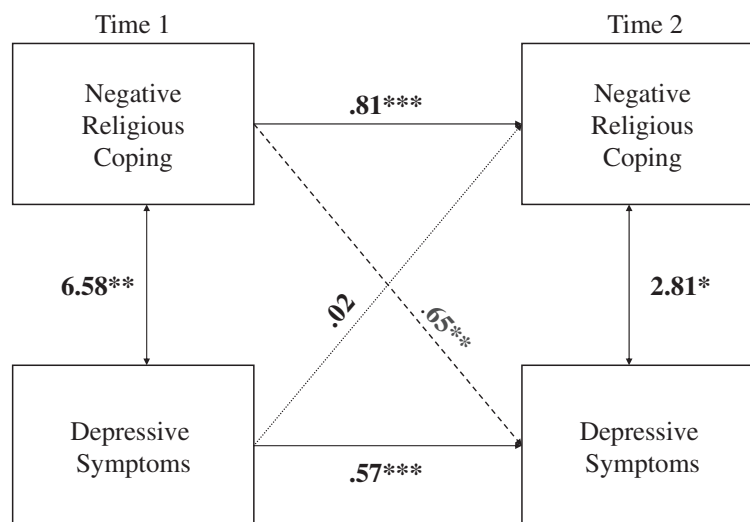 Time 1
Time 2
Negative
Religious
Coping
.81***
Negative
Religious
Coping
6.58**
.02
.65**
2.81*
Depressive
Symptoms
.57***
Depressive
Symptoms